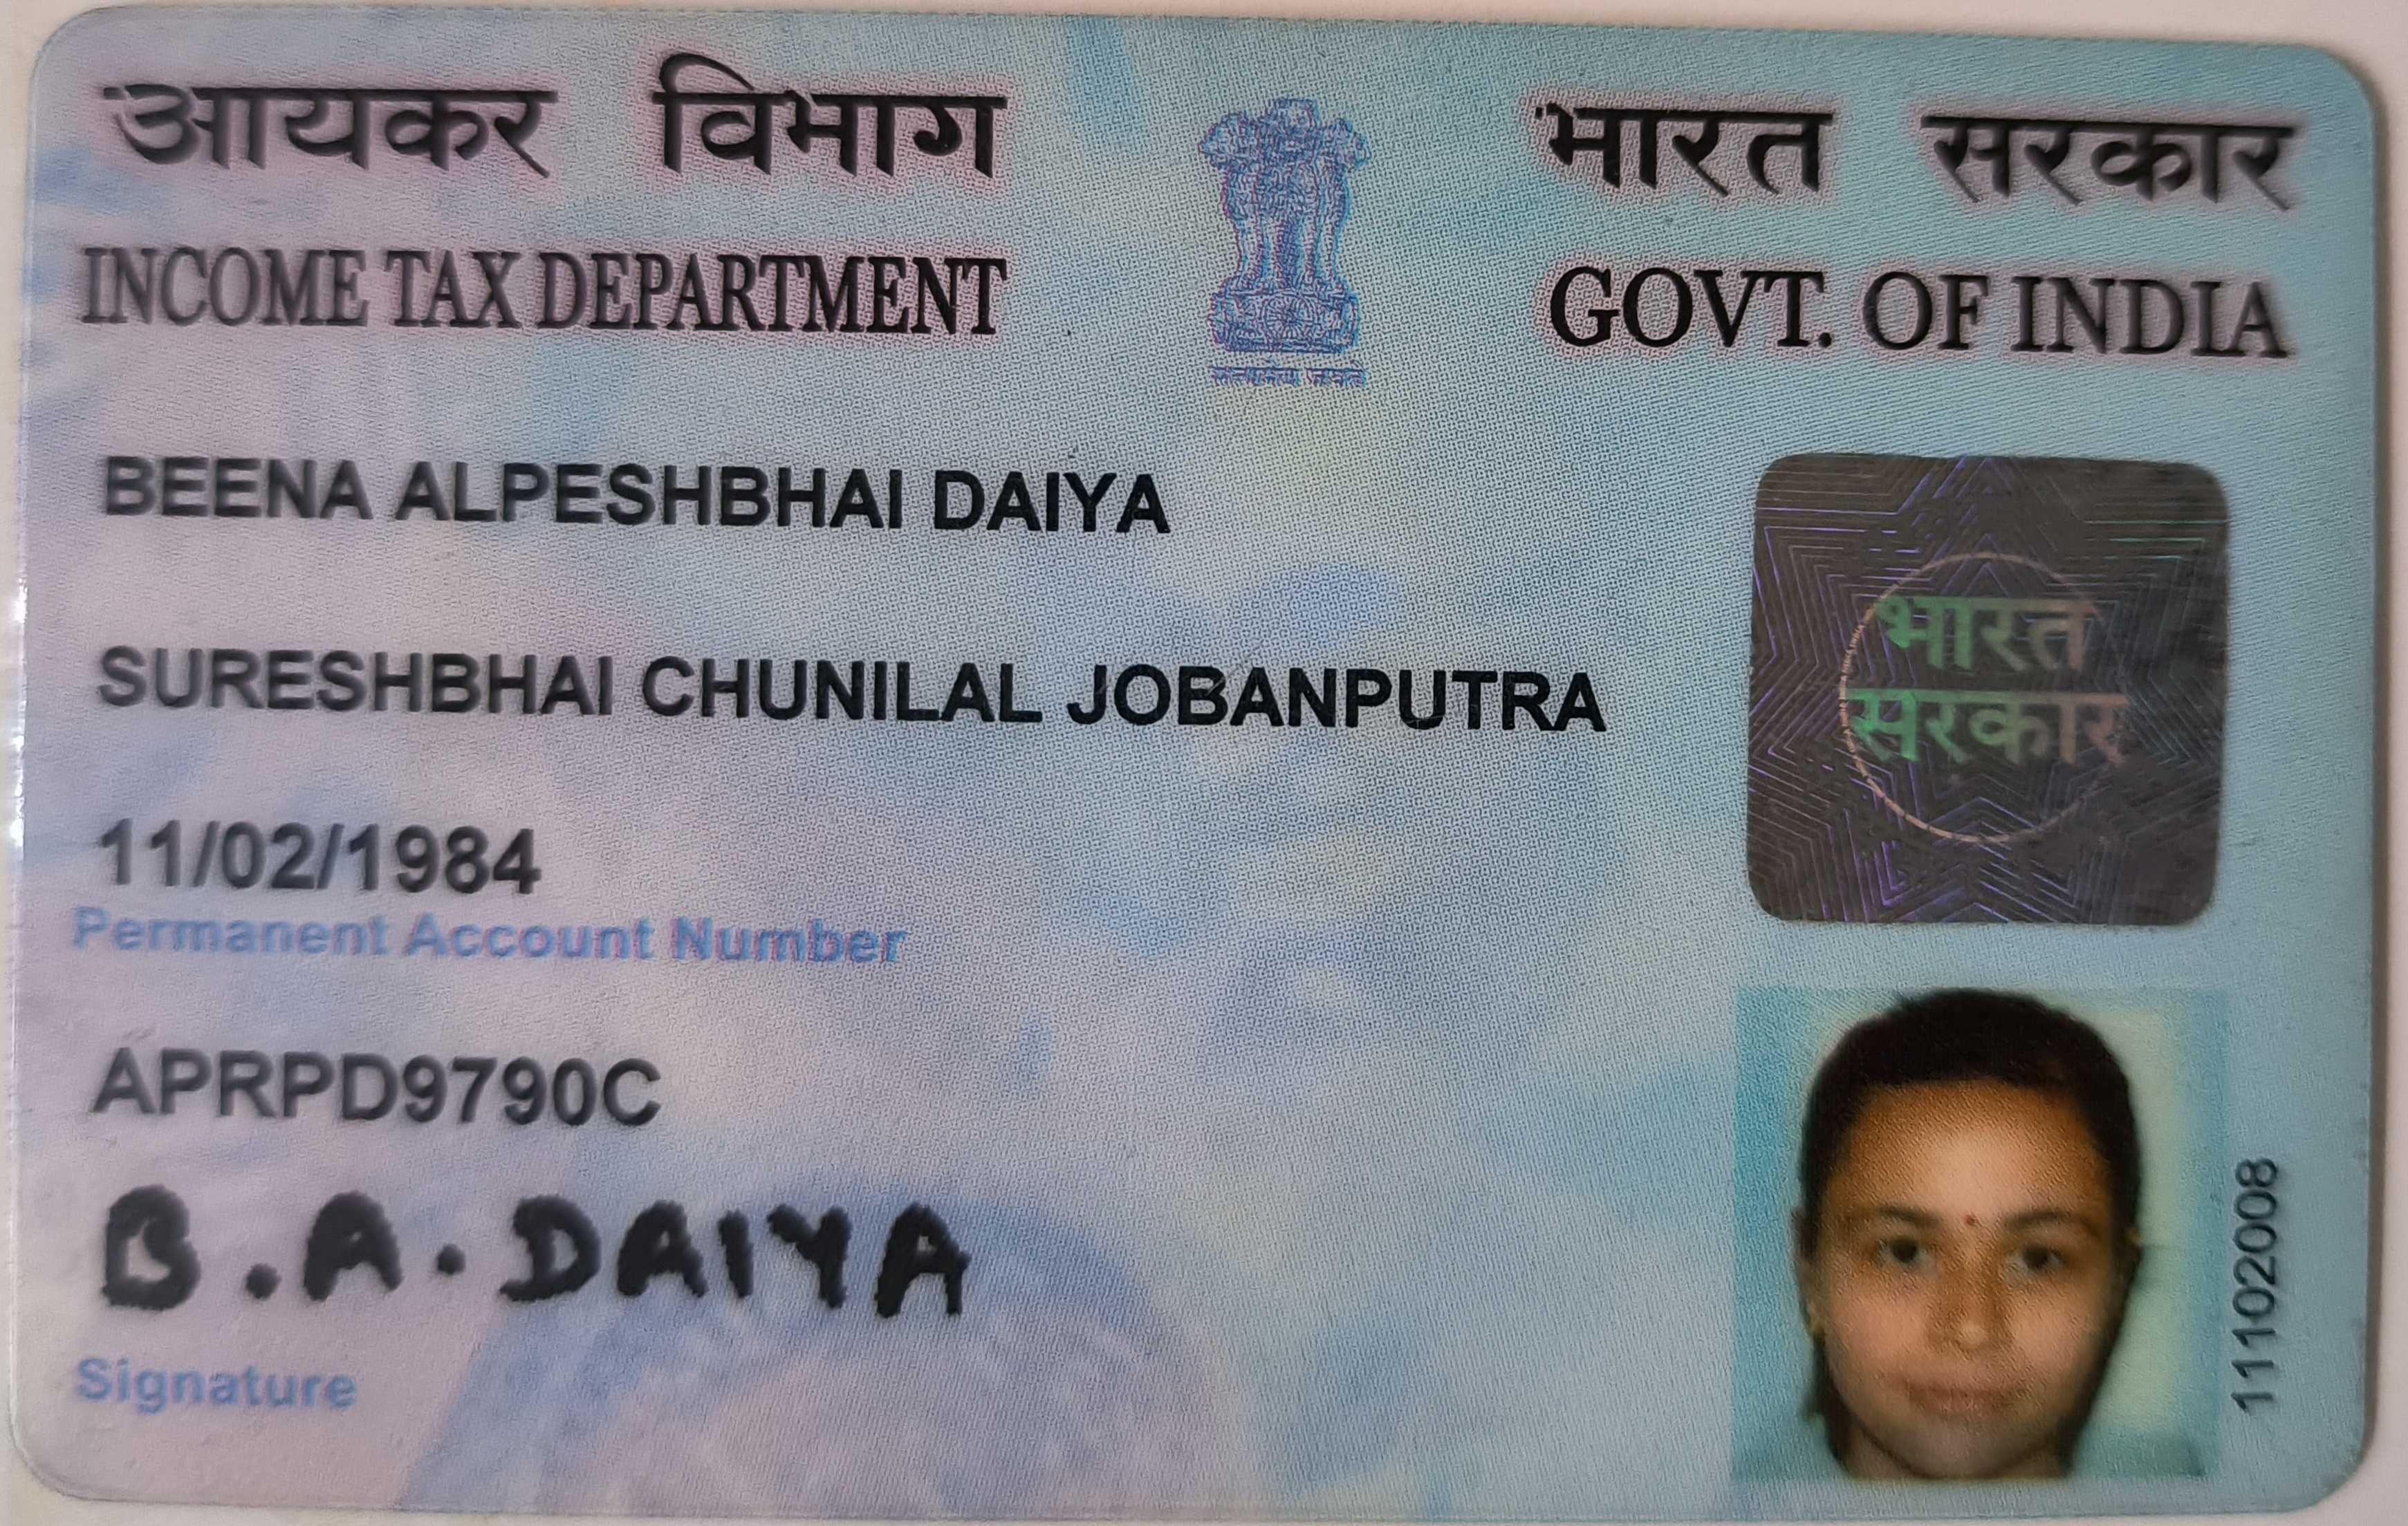 आयकर विभाग
INCOME TAX DEPARTMENT
सत्यमेव जयते
भारत सरकार
GOVT. OF INDIA
BEENA ALPESHBHAI DAIYA
SURESHBHAI CHUNILAL JOBANPUTRA
11/02/1984
Permanent Account Number
APRPD9790C
B.A.DAIYA
Signature
भारत
सरकार
11102008